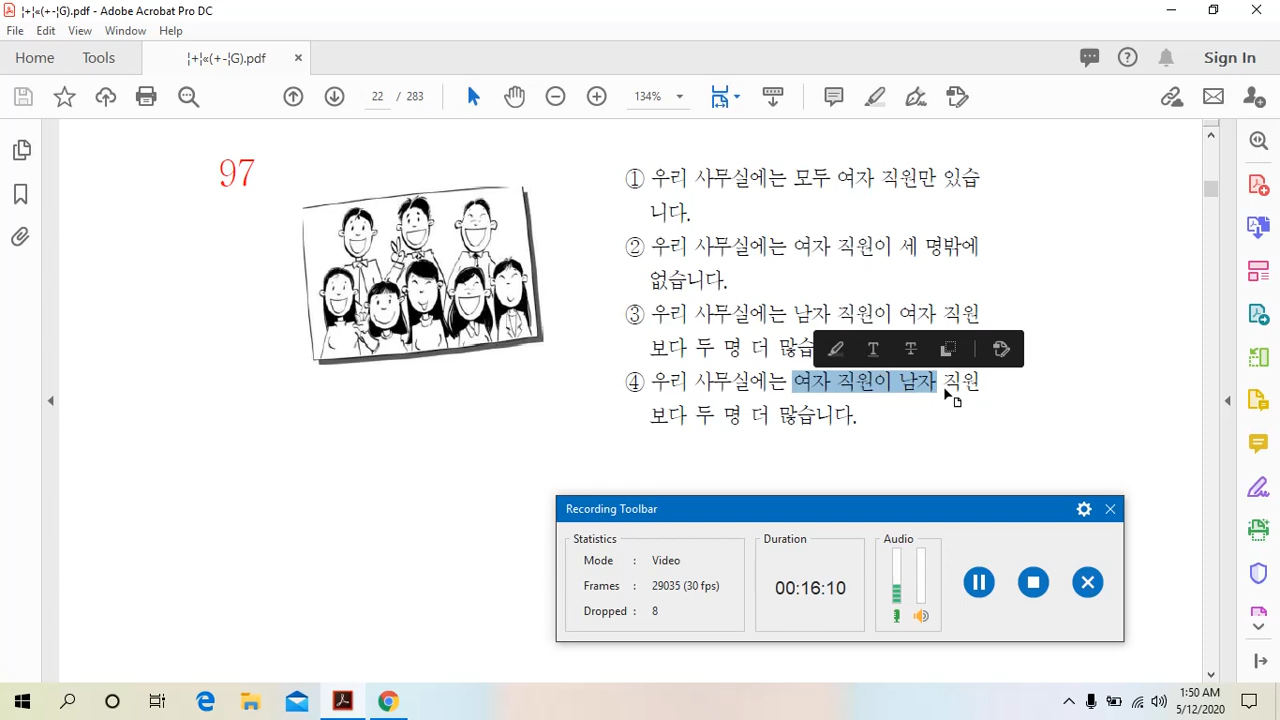 ¦+¦«(+-¦G).pdf - Adobe Acrobat Pro DC
File Edit View Window Help
Home Tools ¦+¦«(+-¦G).pdf × Sign In
22 / 283 134%
97
① 우리 사무실에는 모두 여자 직원만 있습
니다.
② 우리 사무실에는 여자 직원이 세 명밖에
없습니다.
③ 우리 사무실에는 남자 직원이 여자 직원
보다 두 명 더 많습
④ 우리 사무실에는 여자 직원이 남자 직원
보다 두 명 더 많습니다.
Recording Toolbar
Statistics Duration Audio
Mode : Video
Frames : 29035 (30 fps)
Dropped : 8
00:16:10
1:50 AM
5/12/2020